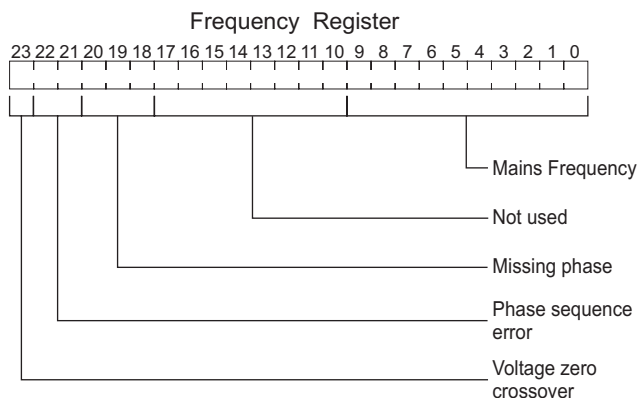 Frequency Register
23 22 21 20 19 18 17 16 15 14 13 12 11 10 9 8 7 6 5 4 3 2 1 0
Mains Frequency
Not used
Missing phase
Phase sequence
error
Voltage zero
crossover